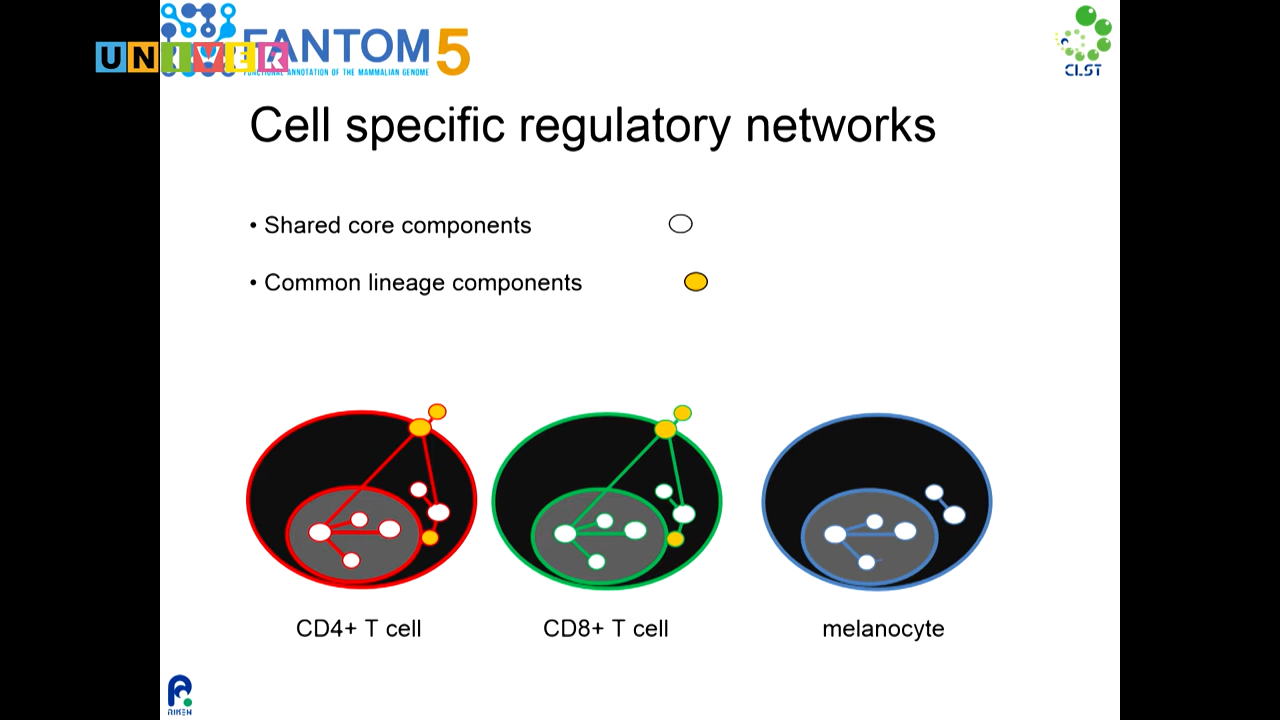 UNIVER
FANTOM5
FUNCTIONAL ANNOTATION OF THE MAMMALIAN GENOME
CLST
Cell specific regulatory networks
• Shared core components
• Common lineage components
CD4+ T cell
CD8+ T cell
melanocyte
RIKEN